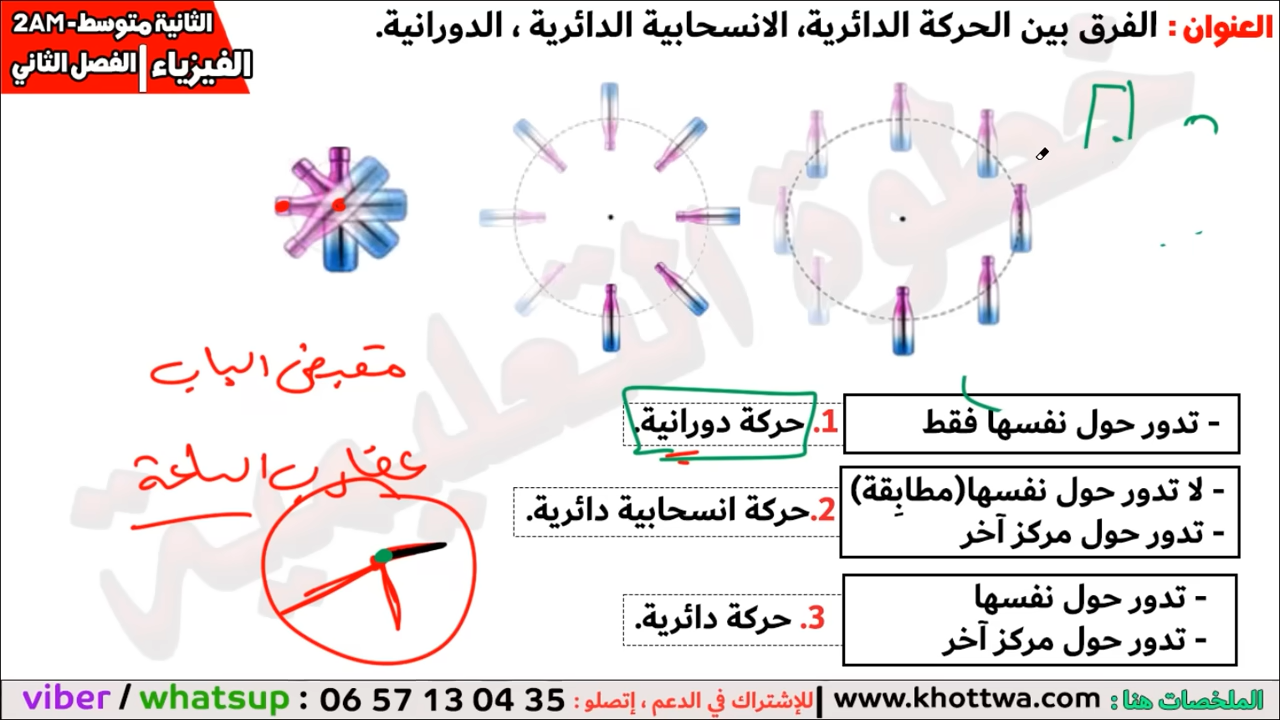 العنوان : الفرق بين الحركة الدائرية، الانسحابية الدائرية ، الدورانية.
الثانية متوسط-2AM
الفيزياء | الفصل الثاني
خطوة التعليمية
مقبض الباب
عقارب الساعة
- تدور حول نفسها فقط
1. حركة دورانية.
- لا تدور حول نفسها(مطابِقة)
- تدور حول مركز آخر
2.حركة انسحابية دائرية.
- تدور حول نفسها
- تدور حول مركز آخر
3. حركة دائرية.
الملخصات هنا : www.khottwa.com | للإشتراك في الدعم ، إتصلو : viber / whatsup : 06 57 13 04 35